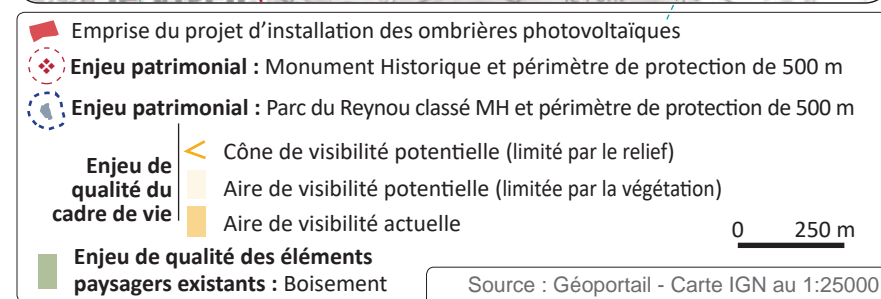 Emprise du projet d'installation des ombrières photovoltaïques
Enjeu patrimonial : Monument Historique et périmètre de protection de 500 m
Enjeu patrimonial : Parc du Reynou classé MH et périmètre de protection de 500 m
Enjeu de
qualité du
cadre de vie
Cône de visibilité potentielle (limité par le relief)
Aire de visibilité potentielle (limitée par la végétation)
Aire de visibilité actuelle
0 250 m
Enjeu de qualité des éléments
paysagers existants : Boisement
Source : Géoportail - Carte IGN au 1:25000